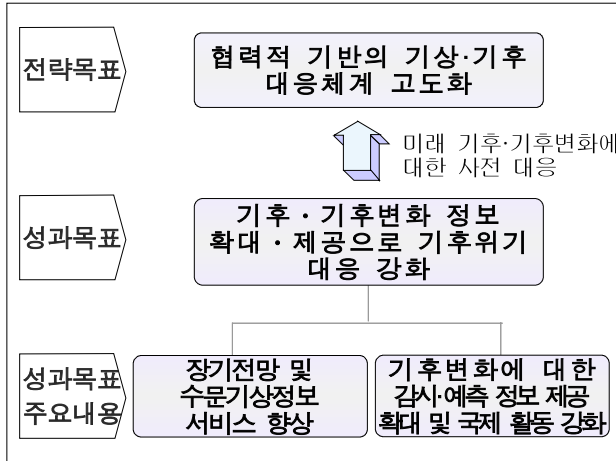 전략목표
협력적 기반의 기상·기후
대응체계 고도화
미래 기후·기후변화에
대한 사전 대응
성과목표
기후·기후변화 정보
확대·제공으로 기후위기
대응 강화
성과목표
주요내용
장기전망 및
수문기상정보
서비스 향상
기후변화에 대한
감시·예측 정보 제공
확대 및 국제 활동 강화